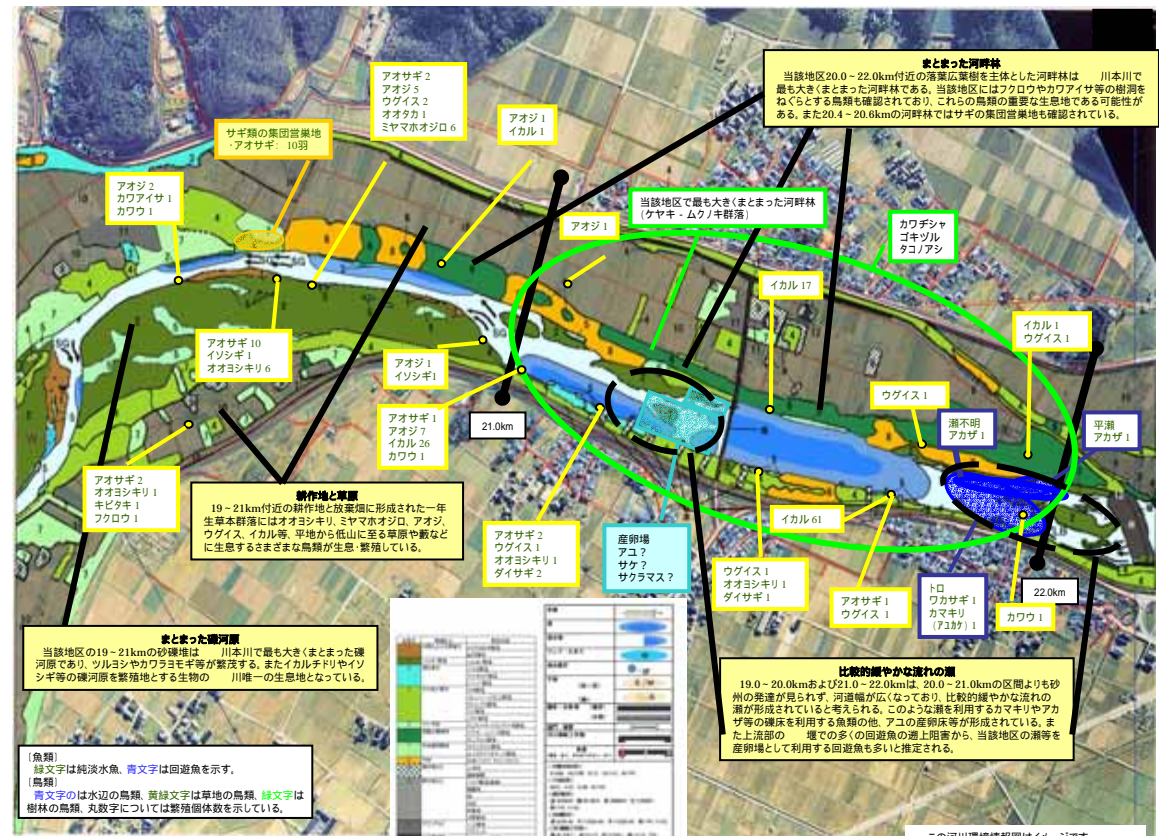 まとまった河畔林
当該地区20.0～22.0km付近の落葉広葉樹を主体とした河畔林は　　川本川で
最も大きくまとまった河畔林である。当該地区にはフクロウやカワアイサ等の樹洞を
ねぐらとする鳥類も確認されており、これらの鳥類の重要な生息地である可能性が
ある。また20.4～20.6kmの河畔林ではサギの集団営巣地も確認されている。
アオサギ 2
アオジ 5
ウグイス 2
オオタカ 1
ミヤマホオジロ 6
アオジ 1
イカル 1
サギ類の集団営巣地
・アオサギ： 10羽
アオジ 2
カワアイサ 1
カワウ 1
当該地区で最も大きくまとまった河畔林
(ケヤキ - ムクノキ群落)
アオジ 1
カワヂシャ
ゴキヅル
タコノアシ
イカル 17
イカル 1
ウグイス 1
アオサギ 10
イソシギ 1
オオヨシキリ 6
アオジ 1
イソシギ1
21.0km
アオサギ 1
アオジ 7
イカル 26
カワウ 1
ウグイス 1
瀬不明
アカザ 1
平瀬
アカザ 1
アオサギ 2
オオヨシキリ 1
キビタキ 1
フクロウ 1
耕作地と草原
19～21km付近の耕作地と放棄畑に形成された一年
生草本群落にはオオヨシキリ、ミヤマホオジロ、アオジ、
ウグイス、イカル等、平地から低山に至る草原や藪など
に生息するさまざまな鳥類が生息・繁殖している。
アオサギ 2
ウグイス 1
オオヨシキリ 1
ダイサギ 2
産卵場
アユ？
サケ？
サクラマス？
イカル 61
ウグイス 1
オオヨシキリ 1
ダイサギ 1
アオサギ 1
ウグイス 1
トロ
ワカサギ 1
カマキリ
(アユカケ) 1
カワウ 1
22.0km
まとまった礫河原
当該地区の19～21kmの砂礫堆は　　川本川で最も大きくまとまった礫
河原であり、ツルヨシやカワラヨモギ等が繁茂する。またイカルチドリやイソ
シギ等の礫河原を繁殖地とする生物の　　川唯一の生息地となっている。
比較的緩やかな流れの瀬
19.0～20.0kmおよび21.0～22.0kmは、20.0～21.0kmの区間よりも砂
州の発達が見られず、河道幅が広くなっており、比較的緩やかな流れの
瀬が形成されていると考えられる。このような瀬を利用するカマキリやアカ
ザ等の礫床を利用する魚類の他、アユの産卵床等が形成されている。ま
た上流部の　　堰での多くの回遊魚の遡上阻害から、当該地区の瀬等を
産卵場として利用する回遊魚も多いと推定される。
[魚類]
緑文字は純淡水魚、青文字は回遊魚を示す。
[鳥類]
青文字のは水辺の鳥類、黄緑文字は草地の鳥類、緑文字は
樹林の鳥類、丸数字については繁殖個体数を示している。
この河川環境情報図はイメージです